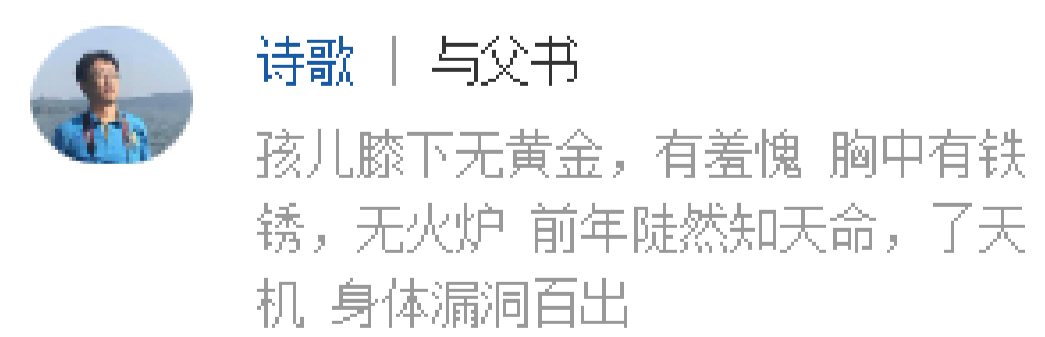 诗歌 | 与父书
孩儿膝下无黄金，有羞愧 胸中有铁
锈，无火炉 前年陡然知天命，了天
机 身体漏洞百出